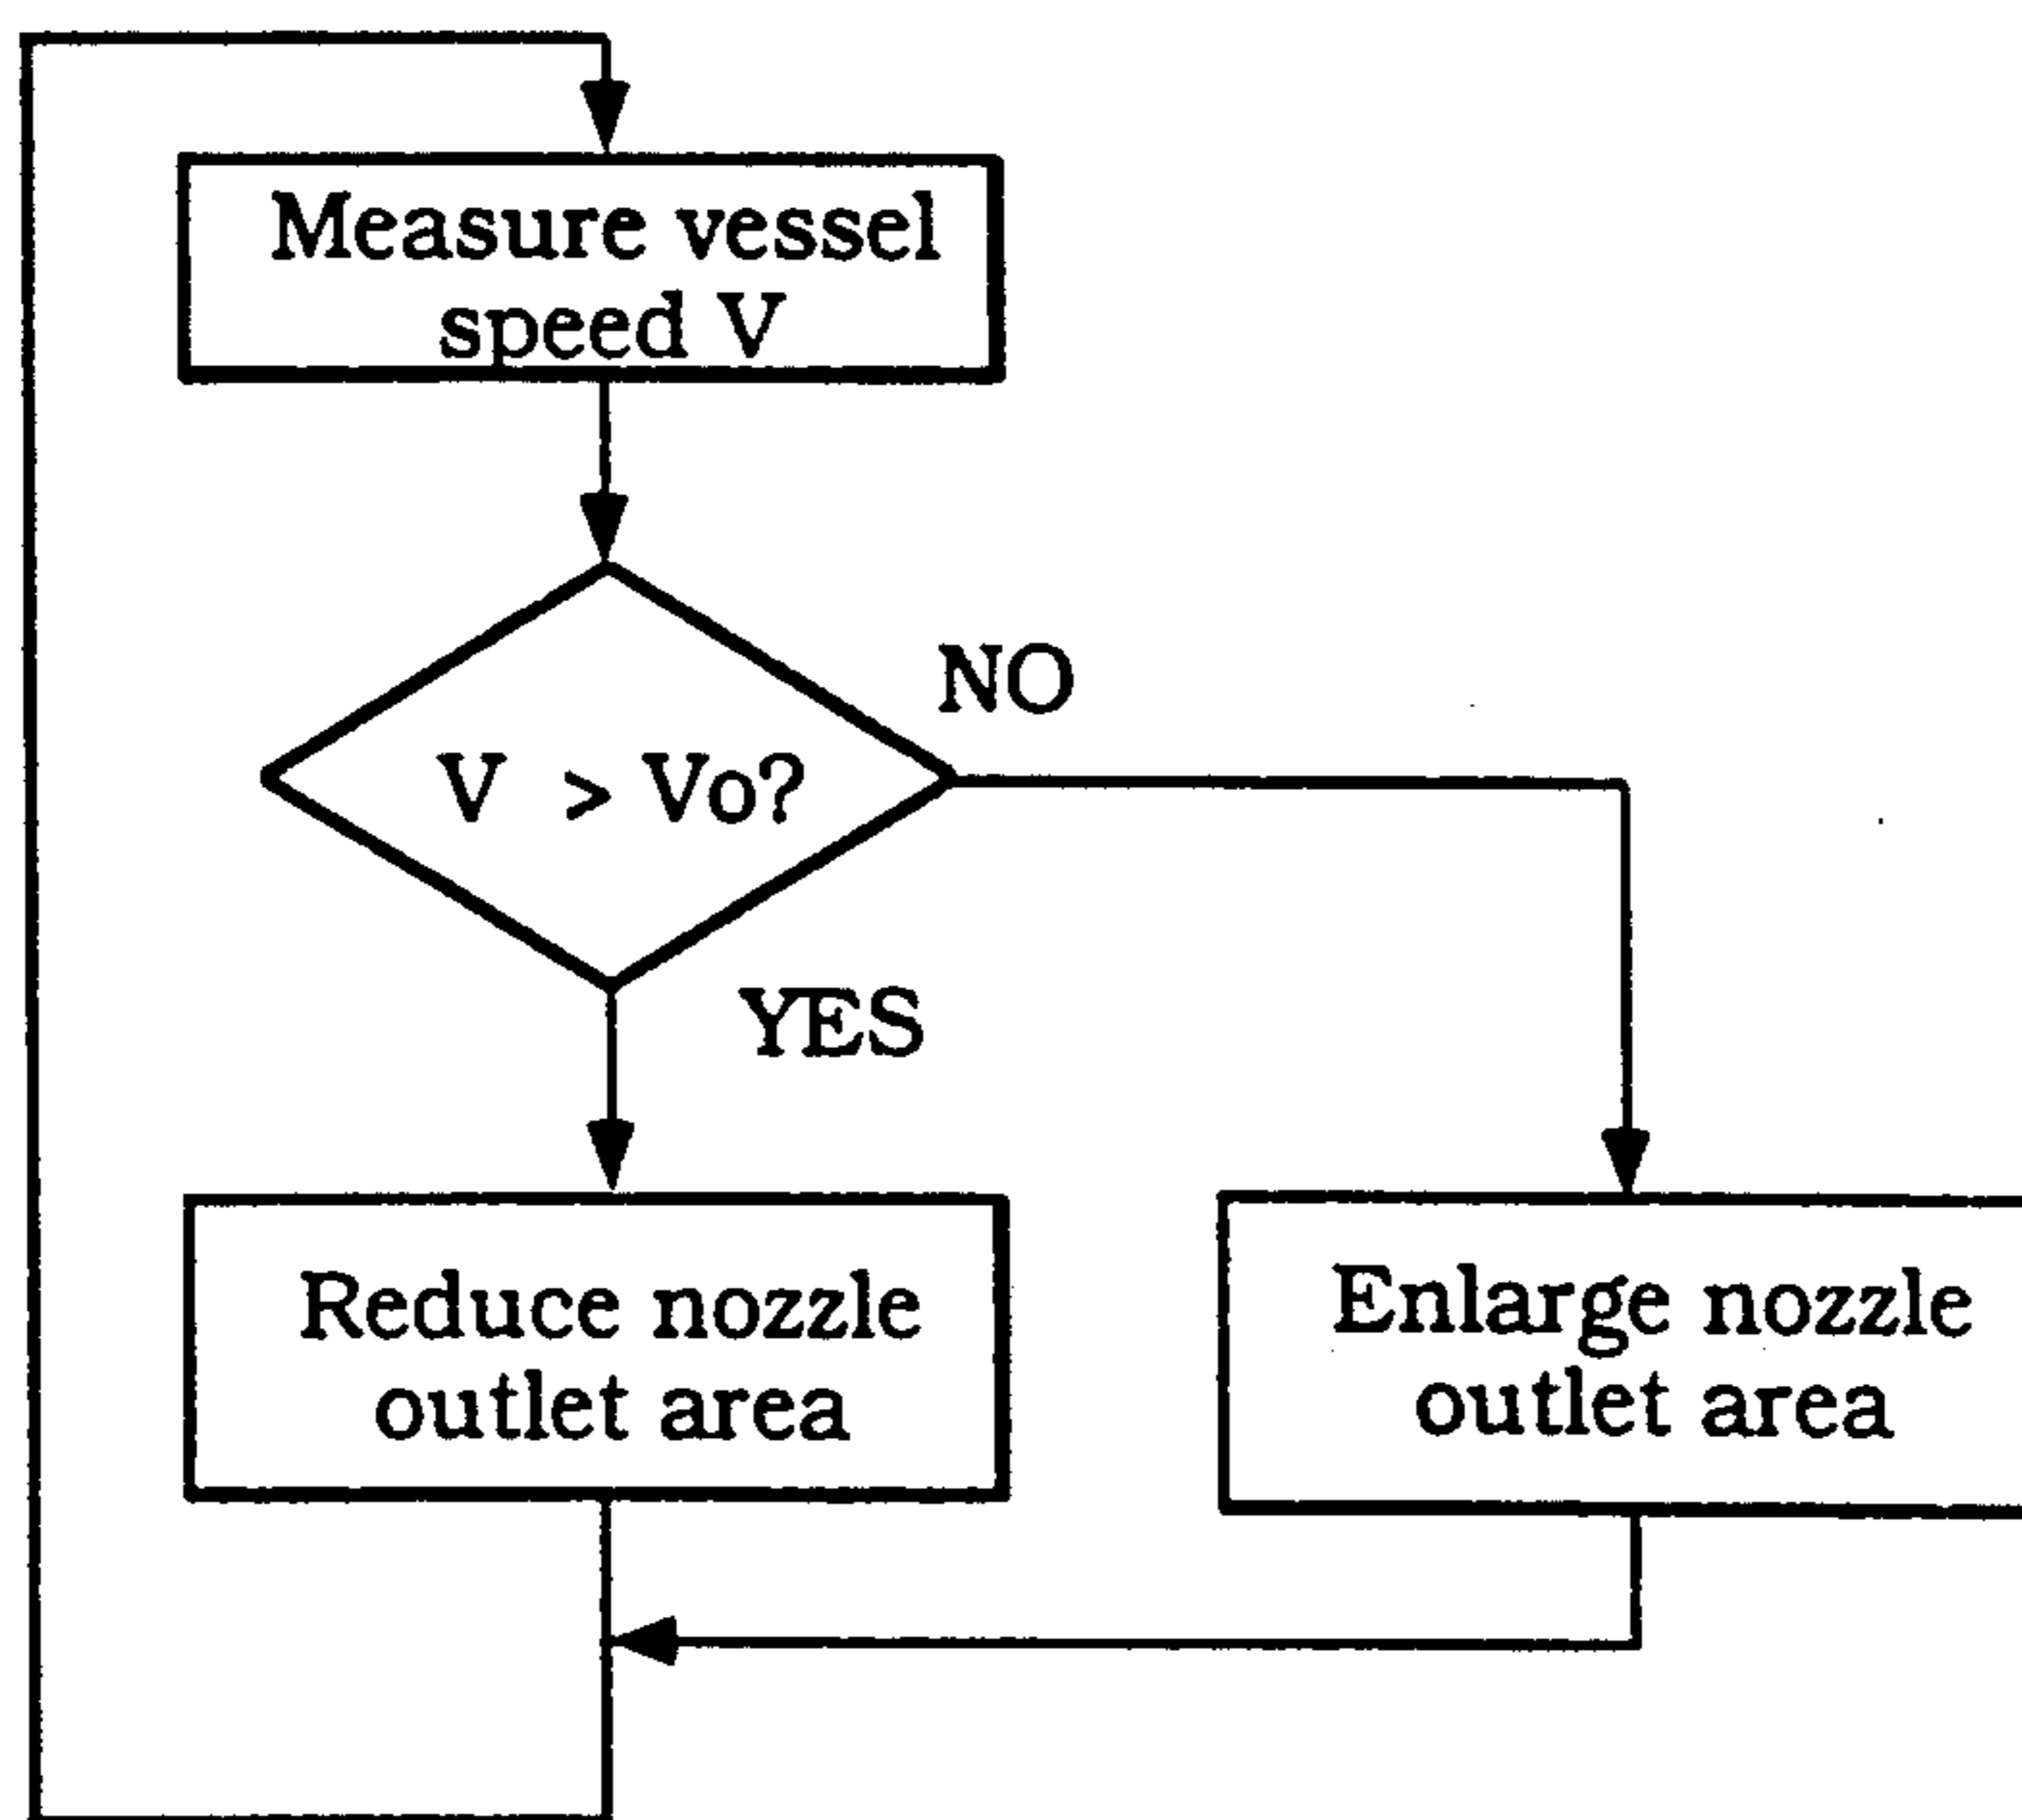 Measure vessel
speed V
NO
V > Vo?
YES
Reduce nozzle
outlet area
Enlarge nozzle
outlet area